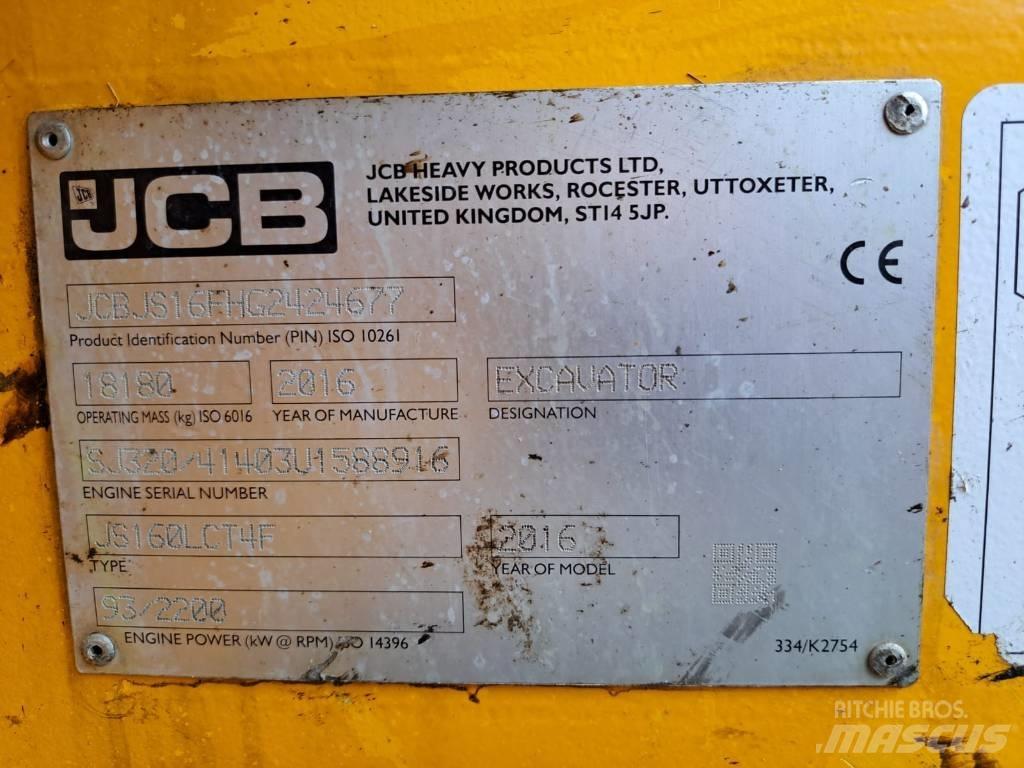 JCB
JCB
JCB HEAVY PRODUCTS LTD,
LAKESIDE WORKS, ROCESTER, UTTOXETER,
UNITED KINGDOM, ST14 5JP.
CE
JCBJS16FHG2424677
Product Identification Number (PIN) ISO 10261
18180 2016 EXCAVATOR
OPERATING MASS (kg) ISO 6016 YEAR OF MANUFACTURE DESIGNATION
SJ320/41403U1588916
ENGINE SERIAL NUMBER
JS160LCT4F 2016
TYPE YEAR OF MODEL
93/2200
ENGINE POWER (kW @ RPM) ISO 14396
334/K2754
RITCHIE BROS.
MASCUS